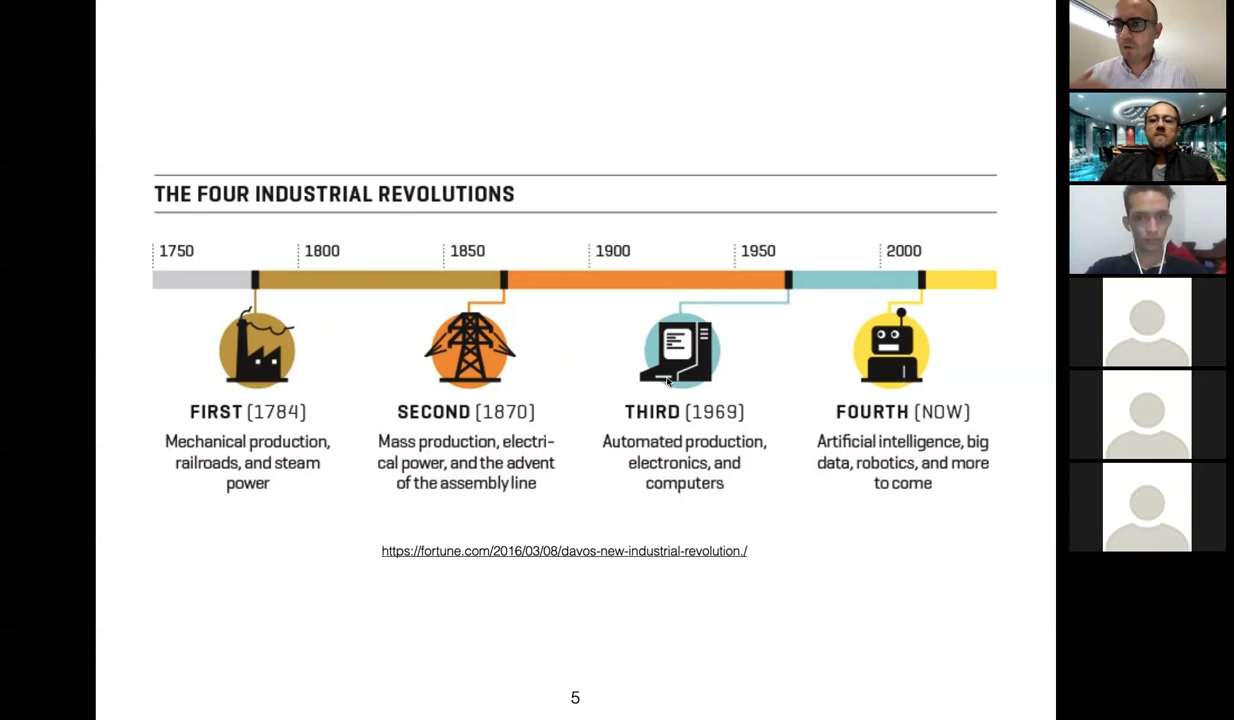 THE FOUR INDUSTRIAL REVOLUTIONS
1750 1800 1850 1900 1950 2000
FIRST (1784)
Mechanical production,
railroads, and steam
power
SECOND (1870)
Mass production, electri-
cal power, and the advent
of the assembly line
THIRD (1969)
Automated production,
electronics, and
computers
FOURTH (NOW)
Artificial intelligence, big
data, robotics, and more
to come
https://fortune.com/2016/03/08/davos-new-industrial-revolution./
5